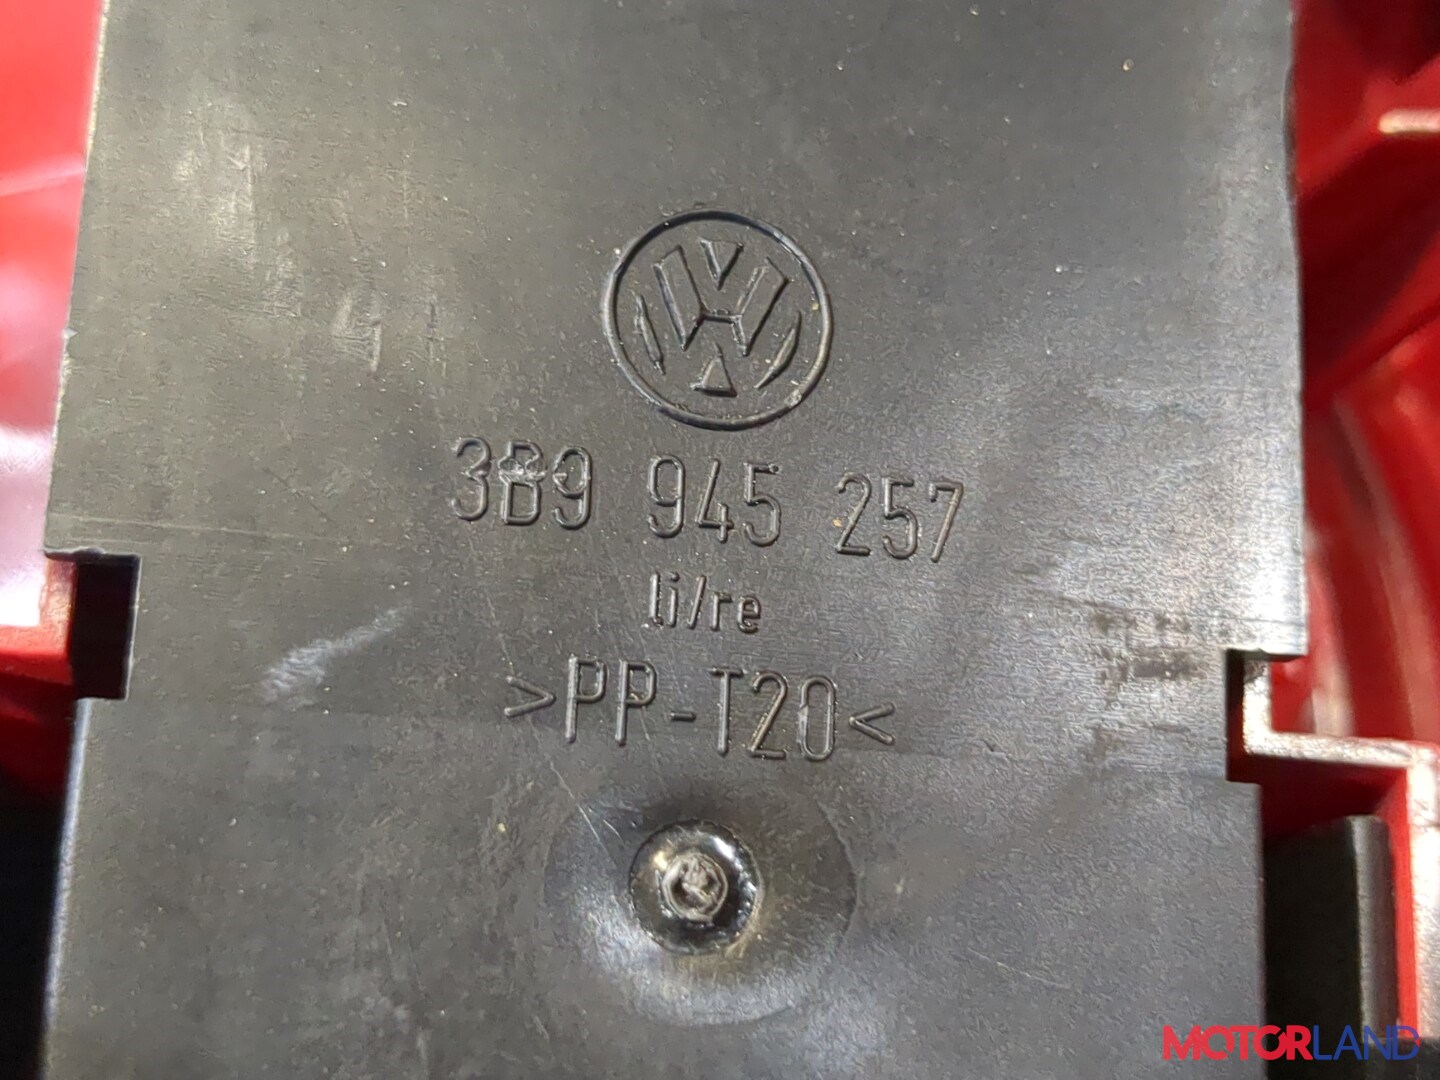 3B9 945 257
li/re
>PP-T20<
MOTORLAND